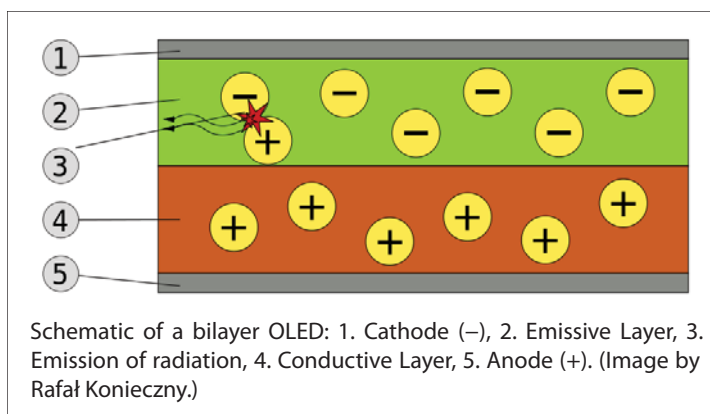 1
2
3
4
5
Schematic of a bilayer OLED: 1. Cathode (−), 2. Emissive Layer, 3.
Emission of radiation, 4. Conductive Layer, 5. Anode (+). (Image by
Rafał Konieczny.)